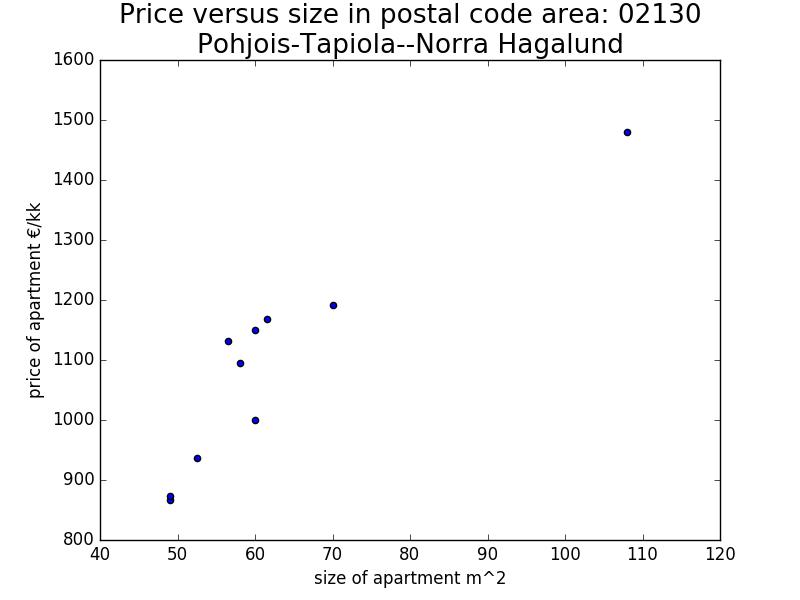 Price versus size in postal code area: 02130
Pohjois-Tapiola--Norra Hagalund
1600
1500
1400
1300
1200
1100
1000
900
800
price of apartment €/kk
40 50 60 70 80 90 100 110 120
size of apartment m^2